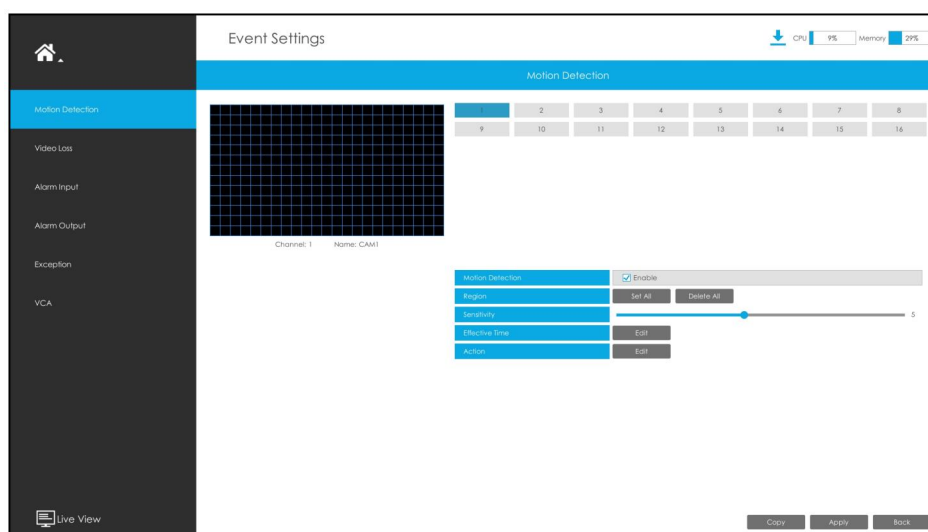 Event Settings
CPU 9% Memory 29%
Motion Detection
Motion Detection
Video Loss
Alarm Input
Alarm Output
Exception
VCA
Live View
1 2 3 4 5 6 7 8
9 10 11 12 13 14 15 16
Channel: 1 Name: CAM1
Motion Detection Enable
Region Set All Delete All
Sensitivity 5
Effective Time Edit
Action Edit
Copy Apply Back